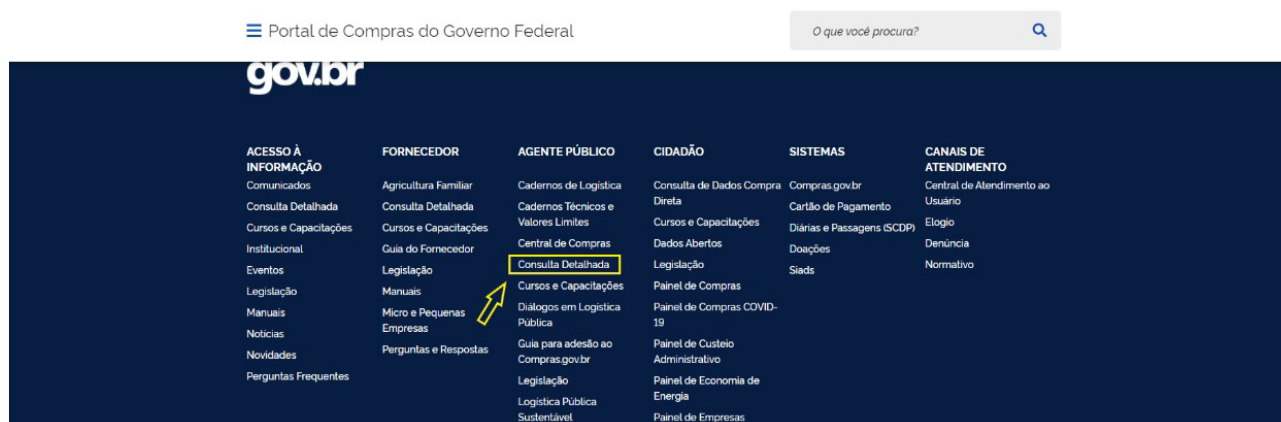 Portal de Compras do Governo Federal
O que você procura?
gov.br
ACESSO À
INFORMAÇÃO
Comunicados
Consulta Detalhada
Cursos e Capacitações
Institucional
Eventos
Legislação
Manuais
Notícias
Novidades
Perguntas Frequentes
FORNECEDOR
Agricultura Familiar
Consulta Detalhada
Cursos e Capacitações
Guia do Fornecedor
Legislação
Manuais
Micro e Pequenas
Empresas
Perguntas e Respostas
AGENTE PÚBLICO
Cadernos de Logística
Cadernos Técnicos e
Valores Limites
Central de Compras
Consulta Detalhada
Cursos e Capacitações
Diálogos em Logística
Pública
Guia para adesão ao
Compras.gov.br
Legislação
Logística Pública
Sustentável
CIDADÃO
Consulta de Dados Compra
Direta
Cursos e Capacitações
Dados Abertos
Legislação
Painel de Compras
Painel de Compras COVID-
19
Painel de Custeio
Administrativo
Painel de Economia de
Energia
Painel de Empresas
SISTEMAS
Compras.gov.br
Cartão de Pagamento
Diárias e Passagens (SCDP)
Doações
Siads
CANAIS DE
ATENDIMENTO
Central de Atendimento ao
Usuário
Elogio
Denúncia
Normativo